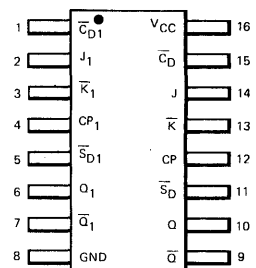 1 C̅D1 VCC 16
2 J1 C̅D 15
3 K̅1 J 14
4 CP1 K̅ 13
5 S̅D1 CP 12
6 Q1 S̅D 11
7 Q̅1 Q 10
8 GND Q̅ 9